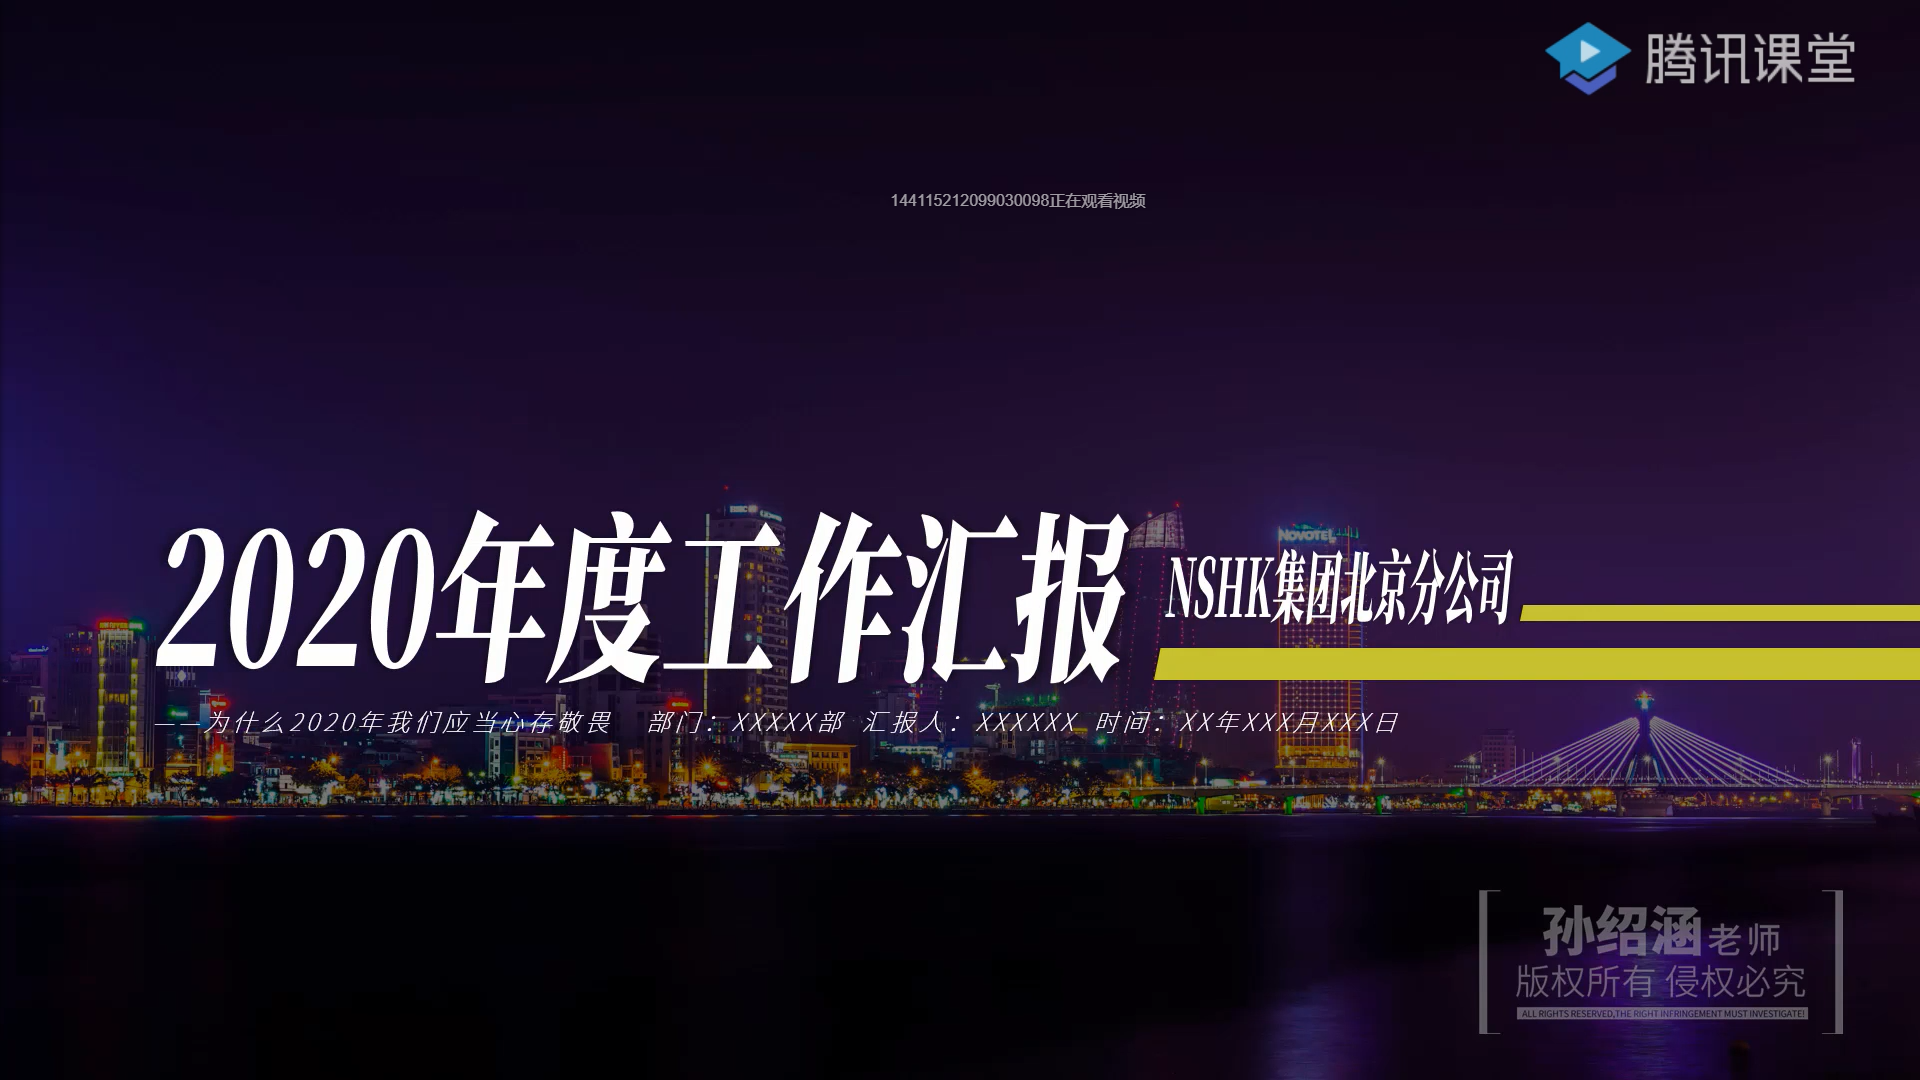 腾讯课堂
144115212099030098正在观看视频
NOVOTEL
2020年度工作汇报
NSHK集团北京分公司
——为什么2020年我们应当心存敬畏 部门：XXXXX部 汇报人：XXXXXX 时间：XX年XXX月XXX日
孙绍涵老师
版权所有 侵权必究
ALL RIGHTS RESERVED,THE RIGHT INFRINGEMENT MUST INVESTIGATE!